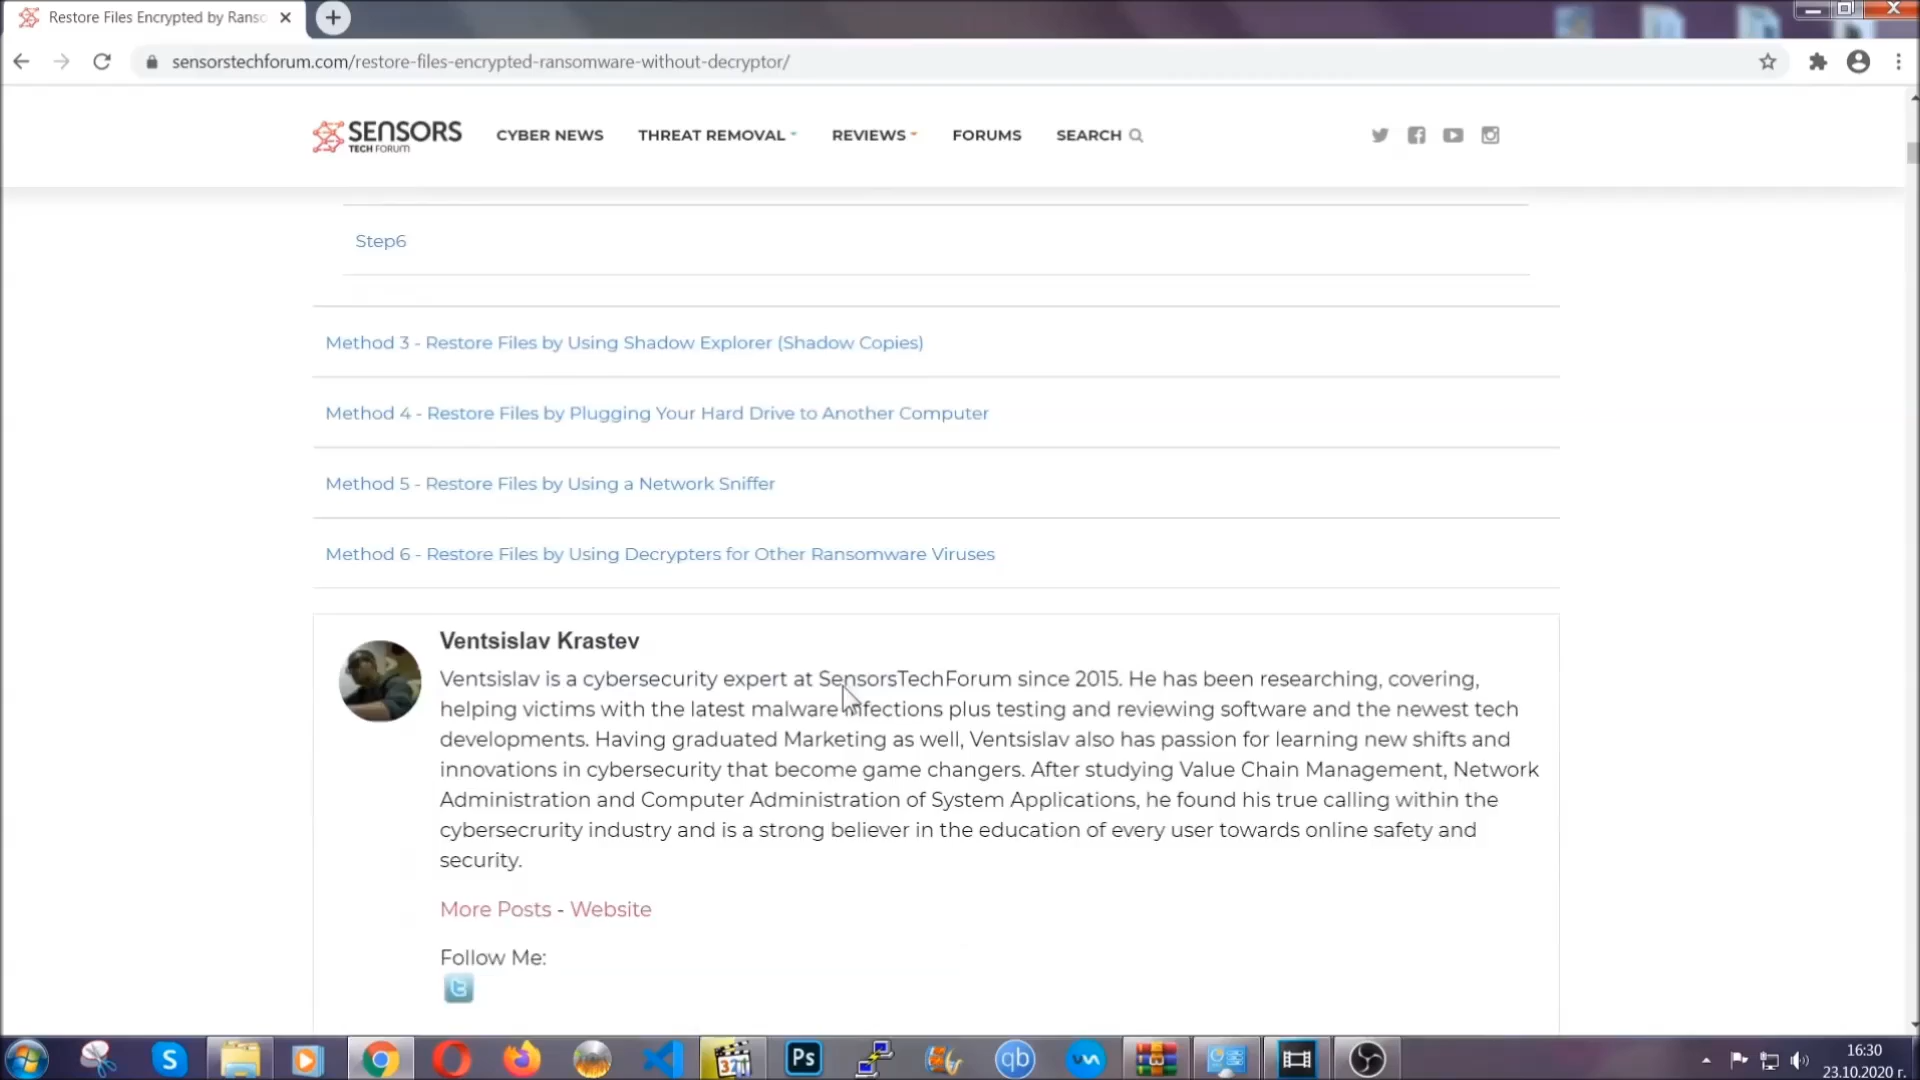 Restore Files Encrypted by Ranso
sensorstechforum.com/restore-files-encrypted-ransomware-without-decryptor/
SENSORS
TECH FORUM
CYBER NEWS
THREAT REMOVAL
REVIEWS
FORUMS
SEARCH
Step6
Method 3 - Restore Files by Using Shadow Explorer (Shadow Copies)
Method 4 - Restore Files by Plugging Your Hard Drive to Another Computer
Method 5 - Restore Files by Using a Network Sniffer
Method 6 - Restore Files by Using Decrypters for Other Ransomware Viruses
Ventsislav Krastev
Ventsislav is a cybersecurity expert at SensorsTechForum since 2015. He has been researching, covering,
helping victims with the latest malware infections plus testing and reviewing software and the newest tech
developments. Having graduated Marketing as well, Ventsislav also has passion for learning new shifts and
innovations in cybersecurity that become game changers. After studying Value Chain Management, Network
Administration and Computer Administration of System Applications, he found his true calling within the
cybersecrurity industry and is a strong believer in the education of every user towards online safety and
security.
More Posts - Website
Follow Me:
S
321
Ps
qb
16:30
23.10.2020 г.